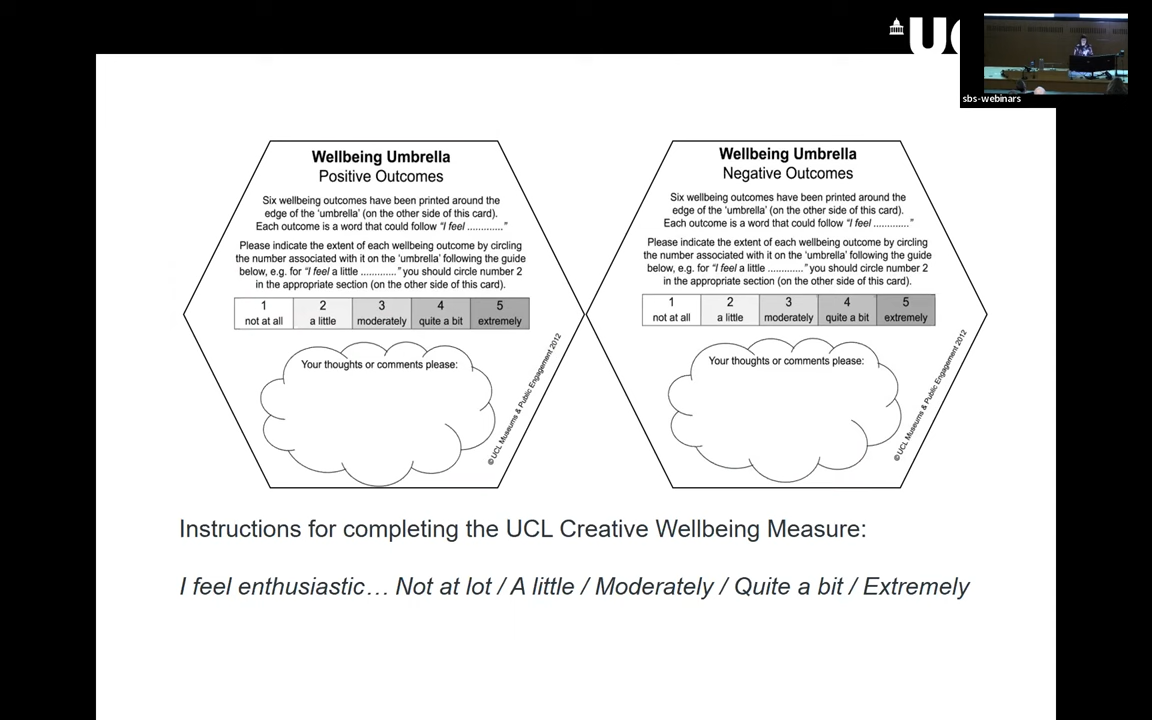 UC
sbs-webinars
Wellbeing Umbrella
Positive Outcomes
Six wellbeing outcomes have been printed around the
edge of the 'umbrella' (on the other side of this card).
Each outcome is a word that could follow "I feel ............."
Please indicate the extent of each wellbeing outcome by circling
the number associated with it on the 'umbrella' following the guide
below, e.g. for "I feel a little ............." you should circle number 2
in the appropriate section (on the other side of this card).
1 2 3 4 5
not at all a little moderately quite a bit extremely
Your thoughts or comments please:
© UCL Museums & Public Engagement 2012
Wellbeing Umbrella
Negative Outcomes
Six wellbeing outcomes have been printed around the
edge of the 'umbrella' (on the other side of this card).
Each outcome is a word that could follow "I feel ............."
Please indicate the extent of each wellbeing outcome by circling
the number associated with it on the 'umbrella' following the guide
below, e.g. for "I feel a little ............." you should circle number 2
in the appropriate section (on the other side of this card).
1 2 3 4 5
not at all a little moderately quite a bit extremely
Your thoughts or comments please:
© UCL Museums & Public Engagement 2012
Instructions for completing the UCL Creative Wellbeing Measure:
I feel enthusiastic… Not at lot / A little / Moderately / Quite a bit / Extremely